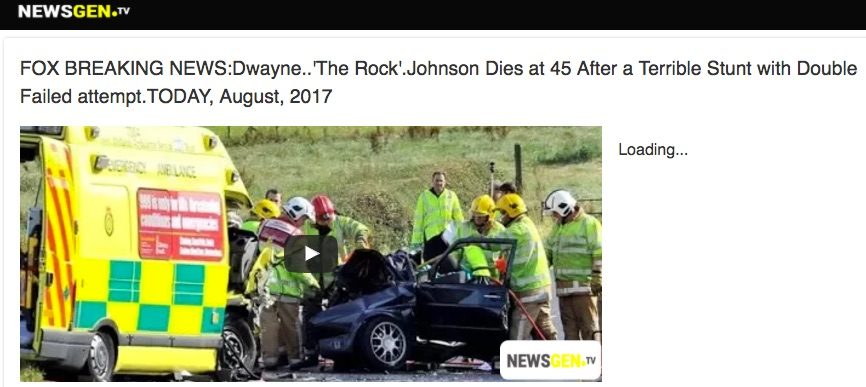 NEWSGEN.TV
FOX BREAKING NEWS:Dwayne..'The Rock'.Johnson Dies at 45 After a Terrible Stunt with Double
Failed attempt.TODAY, August, 2017
Loading...
EMERGENCY AMBULANCE
999 is only for life threatening
conditions and emergencies
NEWSGEN.TV